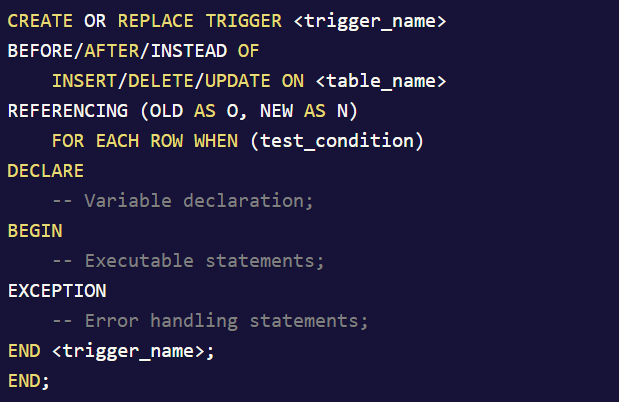 CREATE OR REPLACE TRIGGER <trigger_name>
BEFORE/AFTER/INSTEAD OF
    INSERT/DELETE/UPDATE ON <table_name>
REFERENCING (OLD AS O, NEW AS N)
    FOR EACH ROW WHEN (test_condition)
DECLARE
    -- Variable declaration;
BEGIN
    -- Executable statements;
EXCEPTION
    -- Error handling statements;
END <trigger_name>;
END;